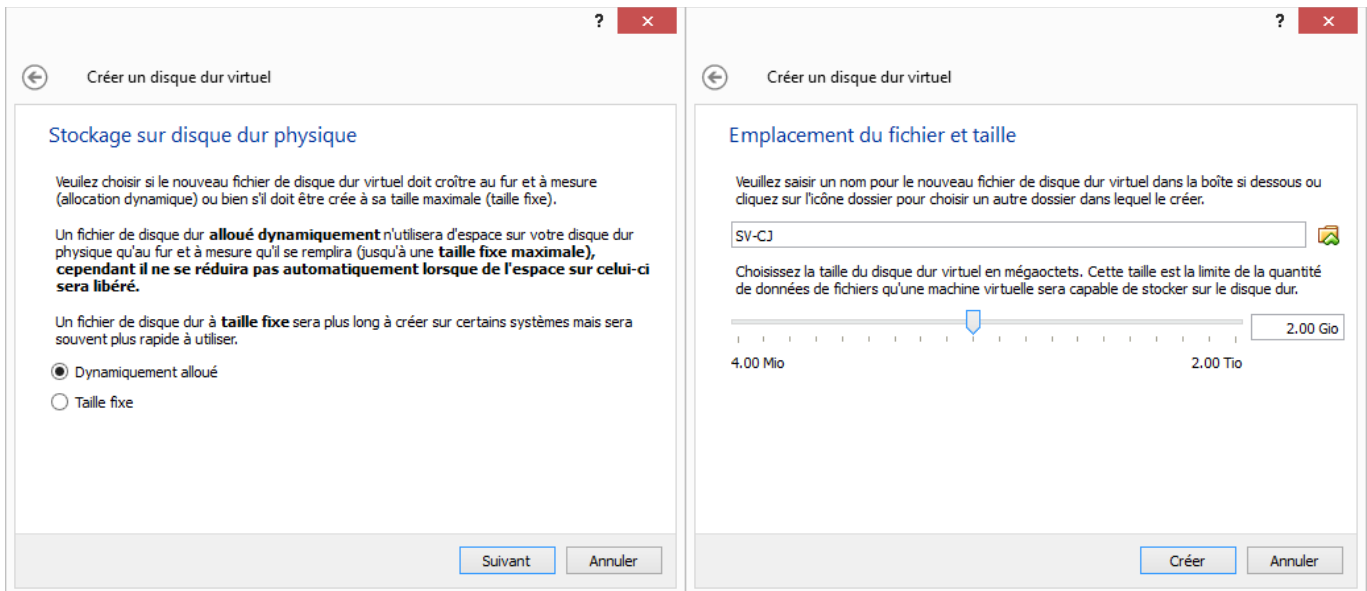 ?
Créer un disque dur virtuel
Stockage sur disque dur physique
Veuilez choisir si le nouveau fichier de disque dur virtuel doit croître au fur et à mesure
(allocation dynamique) ou bien s'il doit être crée à sa taille maximale (taille fixe).
Un fichier de disque dur alloué dynamiquement n'utilisera d'espace sur votre disque dur
physique qu'au fur et à mesure qu'il se remplira (jusqu'à une taille fixe maximale),
cependant il ne se réduira pas automatiquement lorsque de l'espace sur celui-ci
sera libéré.
Un fichier de disque dur à taille fixe sera plus long à créer sur certains systèmes mais sera
souvent plus rapide à utiliser.
Dynamiquement alloué
Taille fixe
Suivant Annuler
?
Créer un disque dur virtuel
Emplacement du fichier et taille
Veuillez saisir un nom pour le nouveau fichier de disque dur virtuel dans la boîte si dessous ou
cliquez sur l'icône dossier pour choisir un autre dossier dans lequel le créer.
SV-CJ
Choisissez la taille du disque dur virtuel en mégaoctets. Cette taille est la limite de la quantité
de données de fichiers qu'une machine virtuelle sera capable de stocker sur le disque dur.
2.00 Gio
4.00 Mio 2.00 Tio
Créer Annuler